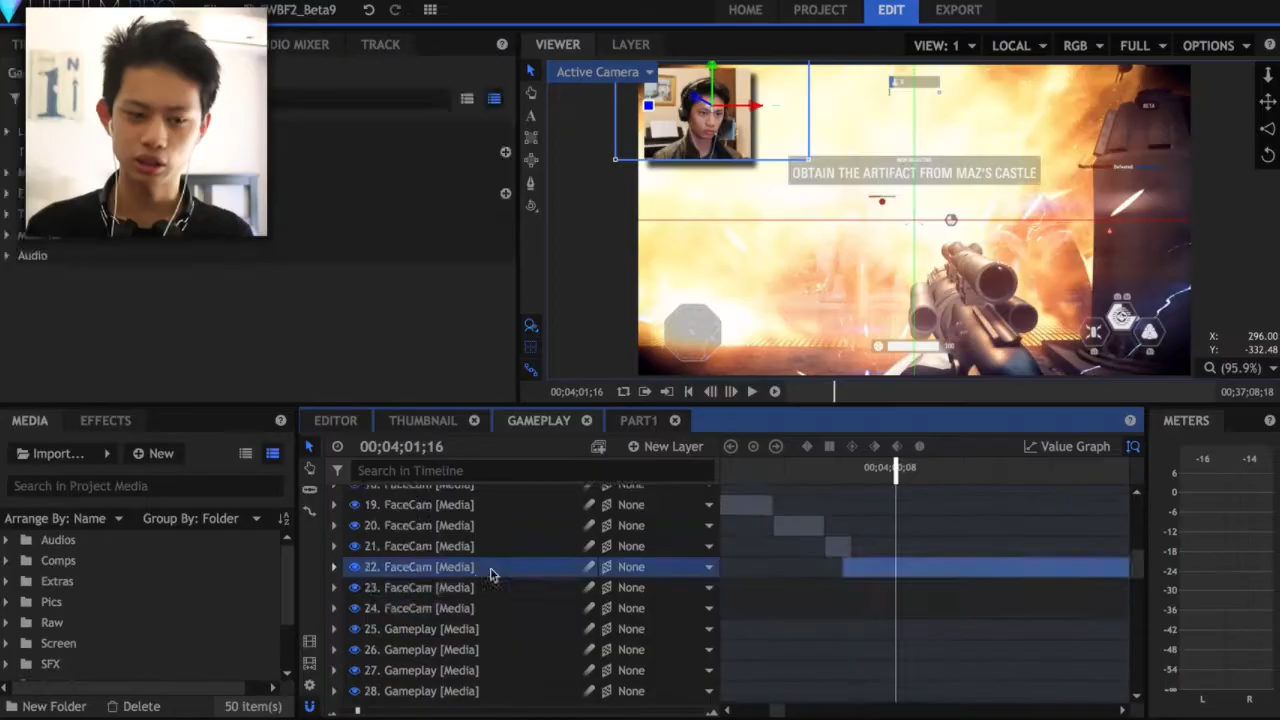 WBF2_Beta9
HOME PROJECT EDIT EXPORT
TRACK
VIEWER LAYER
VIEW: 1 LOCAL RGB FULL OPTIONS
Active Camera
BETA
OBTAIN THE ARTIFACT FROM MAZ'S CASTLE
100
X: 296.00
Y: -332.48
(95.9%)
00;04;01;16
00;37;08;18
Audio
MEDIA EFFECTS
EDITOR THUMBNAIL GAMEPLAY PART1
METERS
Import... New
00;04;01;16
New Layer
Value Graph
-16 -14
Search in Project Media
Search in Timeline
Arrange By: Name Group By: Folder
Audios
Comps
Extras
Pics
Raw
Screen
SFX
19. FaceCam [Media] None
20. FaceCam [Media] None
21. FaceCam [Media] None
22. FaceCam [Media] None
23. FaceCam [Media] None
24. FaceCam [Media] None
25. Gameplay [Media] None
26. Gameplay [Media] None
27. Gameplay [Media] None
28. Gameplay [Media] None
6
0
-6
-12
-18
-24
-30
-36
-42
-48
-54
-∞
L R
New Folder Delete 50 item(s)